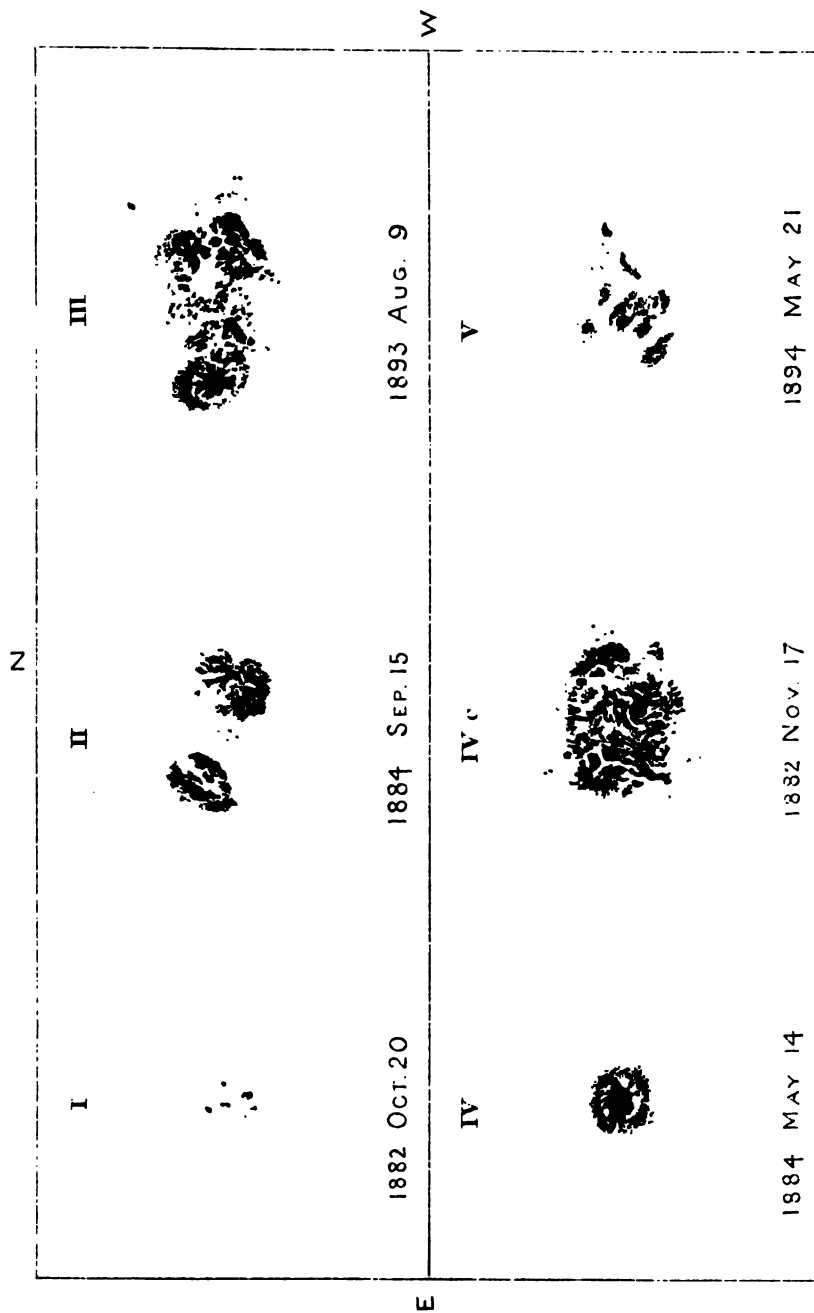 N
I II III
1882 OCT. 20 1884 SEP. 15 1893 AUG. 9
E W
IV IV c V
1884 MAY 14 1882 NOV. 17 1894 MAY 21